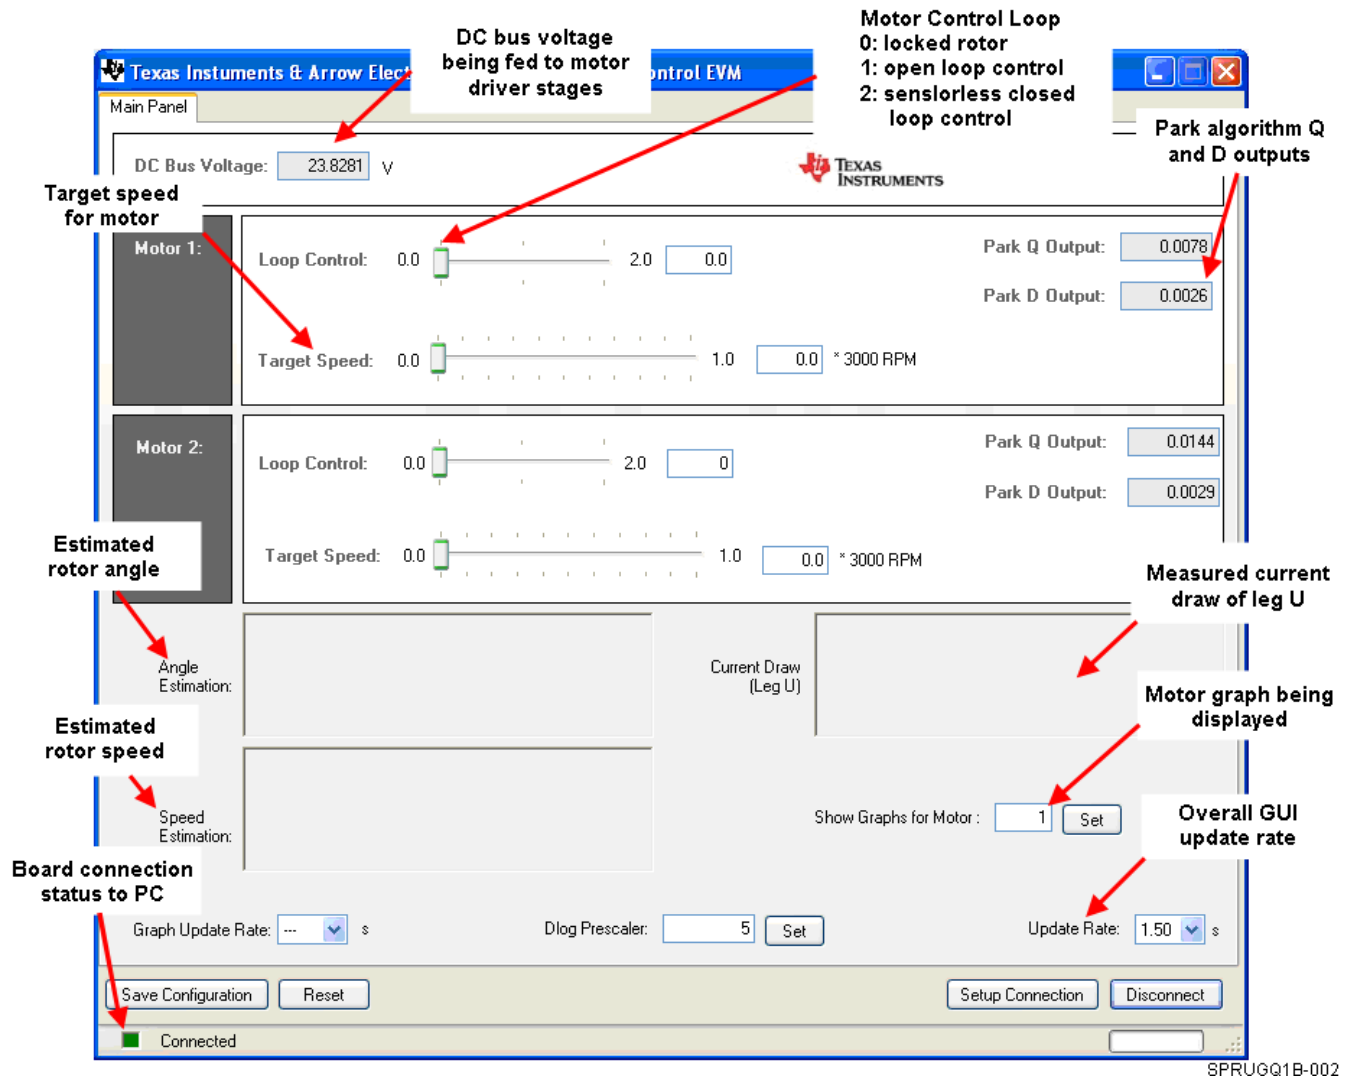 DC bus voltage
being fed to motor
driver stages
Motor Control Loop
0: locked rotor
1: open loop control
2: senslorless closed
loop control
Park algorithm Q
and D outputs
Texas Instuments & Arrow Elect
ontrol EVM
Main Panel
DC Bus Voltage: 23.8281 V
TEXAS
INSTRUMENTS
Target speed
for motor
Motor 1:
Loop Control: 0.0 2.0 0.0
Park Q Output: 0.0078
Park D Output: 0.0026
Target Speed: 0.0 1.0 0.0 * 3000 RPM
Motor 2:
Loop Control: 0.0 2.0 0
Park Q Output: 0.0144
Park D Output: 0.0029
Target Speed: 0.0 1.0 0.0 * 3000 RPM
Estimated
rotor angle
Measured current
draw of leg U
Angle
Estimation:
Current Draw
(Leg U)
Motor graph being
displayed
Estimated
rotor speed
Speed
Estimation:
Show Graphs for Motor : 1 Set
Overall GUI
update rate
Board connection
status to PC
Graph Update Rate: --- s
Dlog Prescaler: 5 Set
Update Rate: 1.50 s
Save Configuration Reset
Setup Connection Disconnect
Connected
SPRUGQ1B-002